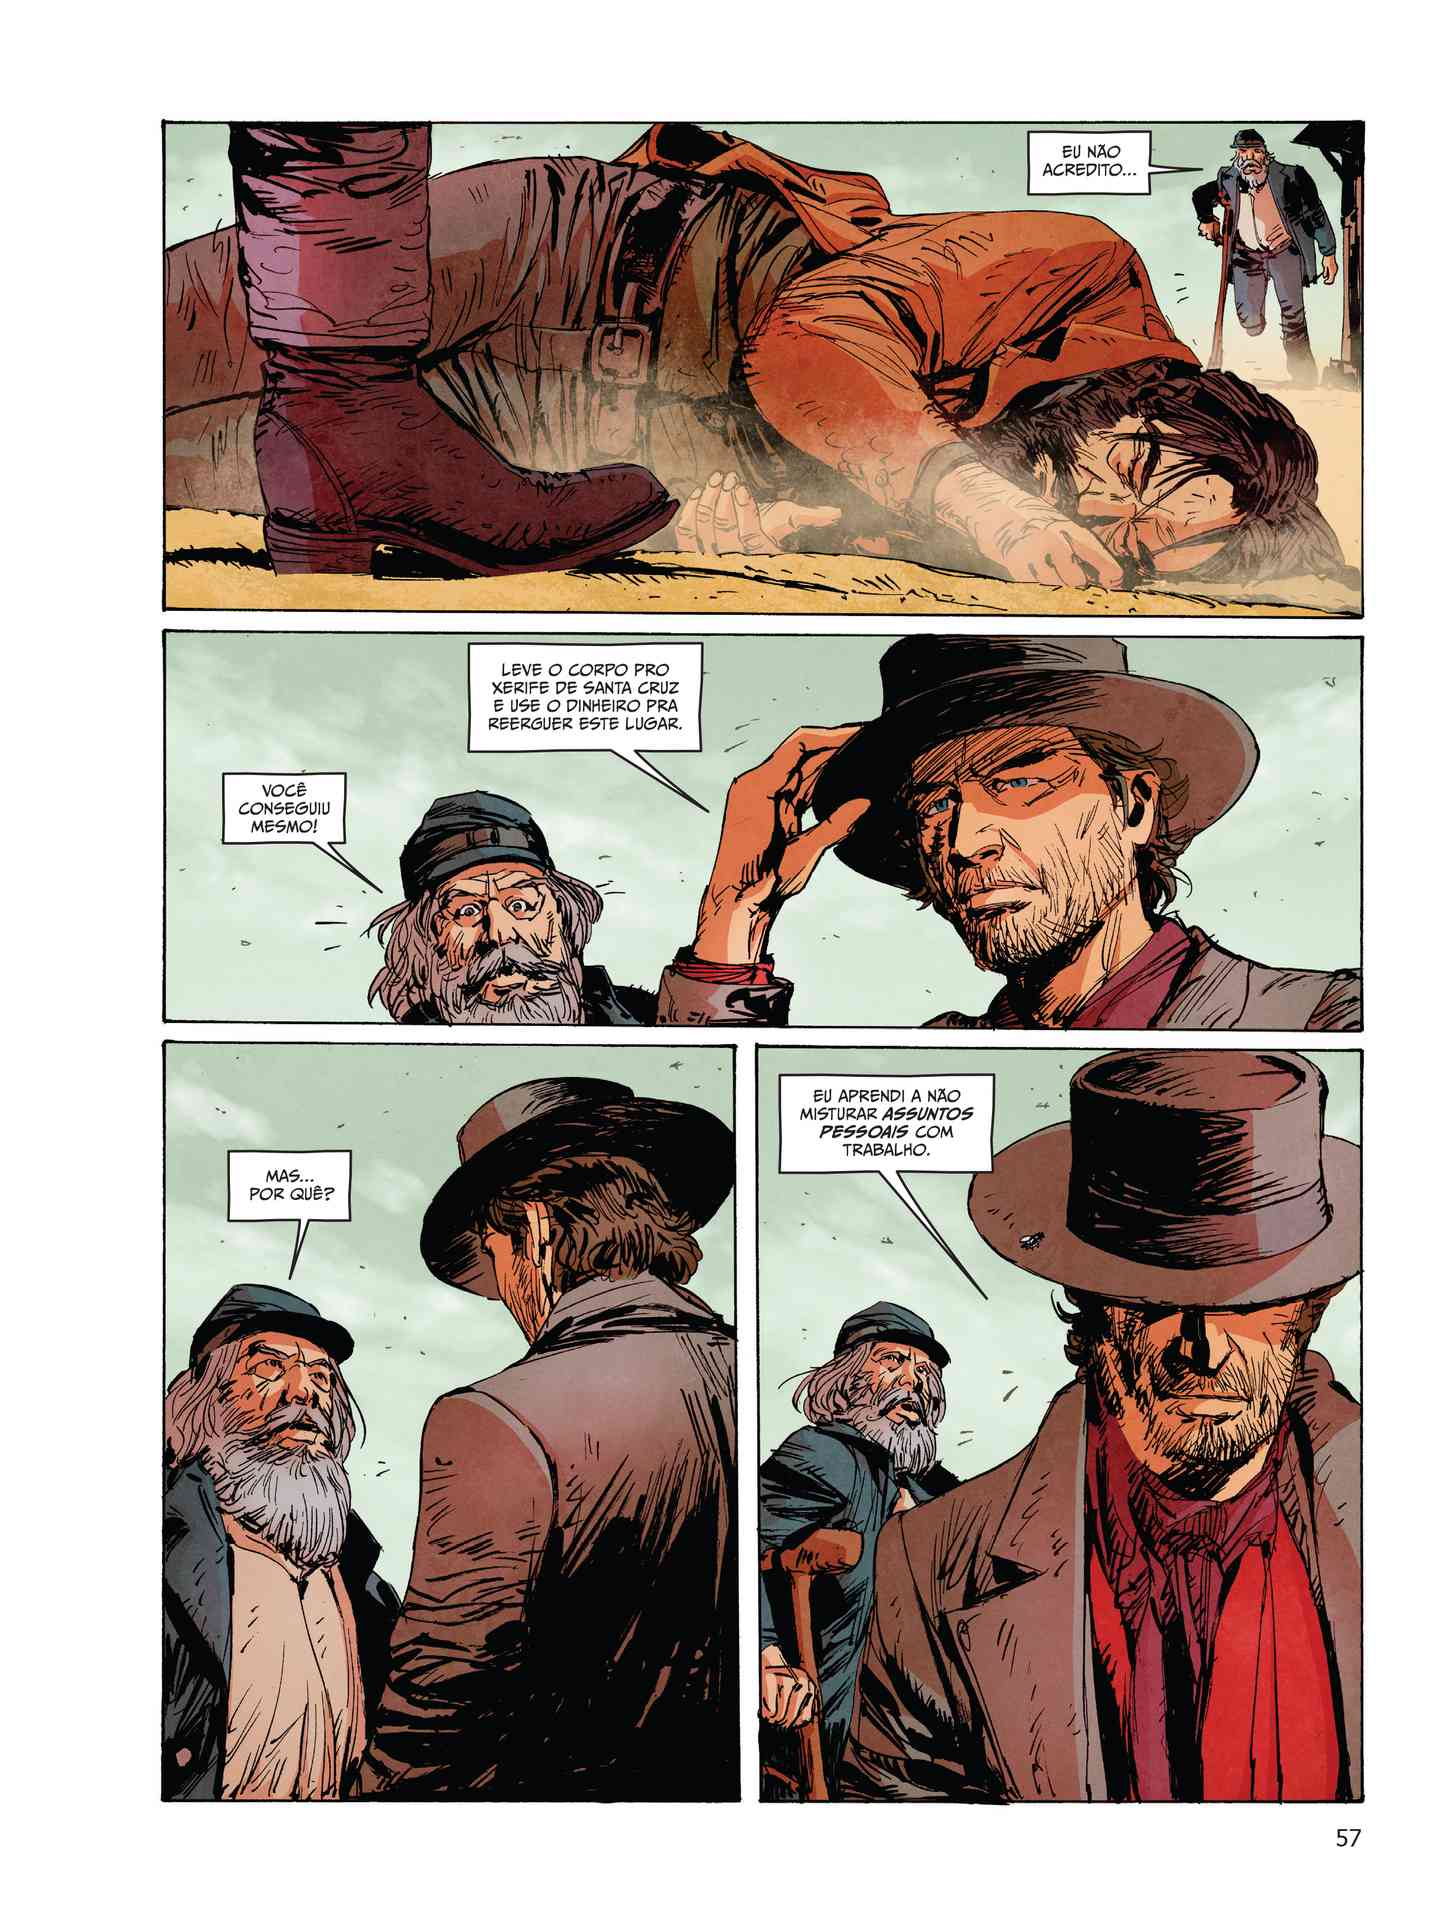 EU NÃO
ACREDITO...
LEVE O CORPO PRO
XERIFE DE SANTA CRUZ
E USE O DINHEIRO PRA
REERGUER ESTE LUGAR.
VOCÊ
CONSEGUIU
MESMO!
MAS...
POR QUÊ?
EU APRENDI A NÃO
MISTURAR ASSUNTOS
PESSOAIS COM
TRABALHO.
57